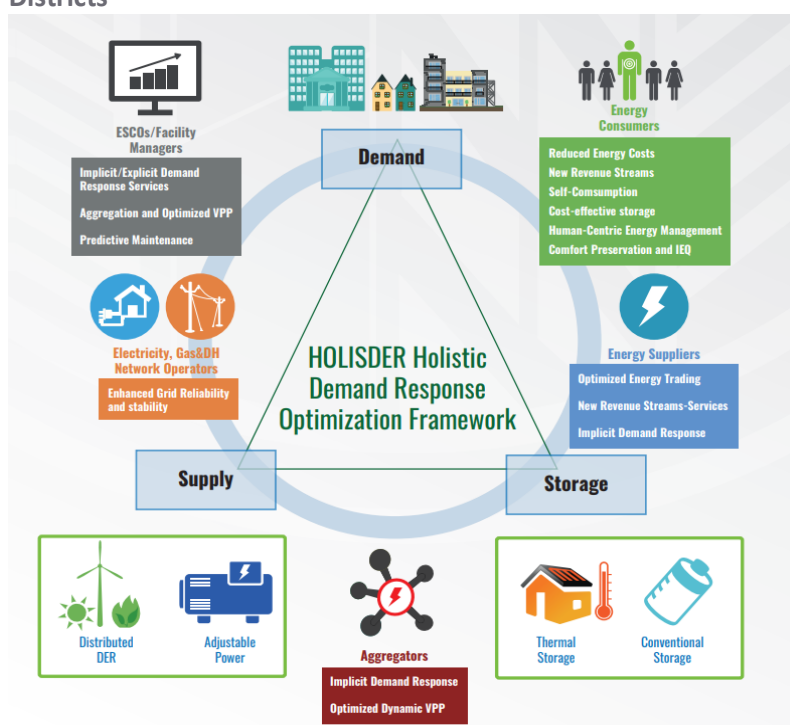 Districts
ESCOs/Facility
Managers
Implicit/Explicit Demand
Response Services
Aggregation and Optimized VPP
Predictive Maintenance
Demand
Energy
Consumers
Reduced Energy Costs
New Revenue Streams
Self-Comsumption
Cost-effective storage
Human-Centric Energy Management
Comfort Preservation and IEQ
Electricity, Gas&DH
Network Operators
Enhanced Grid Reliability
and stability
HOLISDER Holistic
Demand Response
Optimization Framework
Energy Suppliers
Optimized Energy Trading
New Revenue Streams-Services
Implicit Demand Response
Supply
Storage
Distributed
DER
Adjustable
Power
Aggregators
Implicit Demand Response
Optimized Dynamic VPP
Thermal
Storage
Conventional
Storage